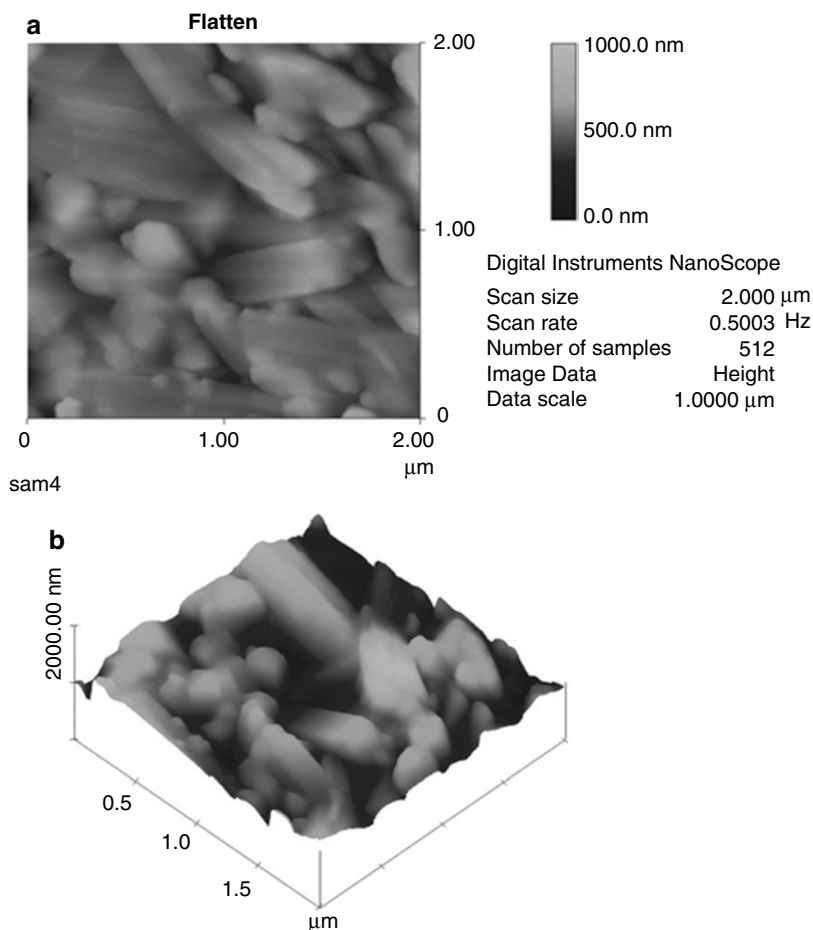 a
Flatten
2.00
1.00
0
0
1.00
2.00
μm
1000.0 nm
500.0 nm
0.0 nm
Digital Instruments NanoScope
Scan size 2.000 μm
Scan rate 0.5003 Hz
Number of samples 512
Image Data Height
Data scale 1.0000 μm
sam4
b
2000.00 nm
0.5
1.0
1.5
μm